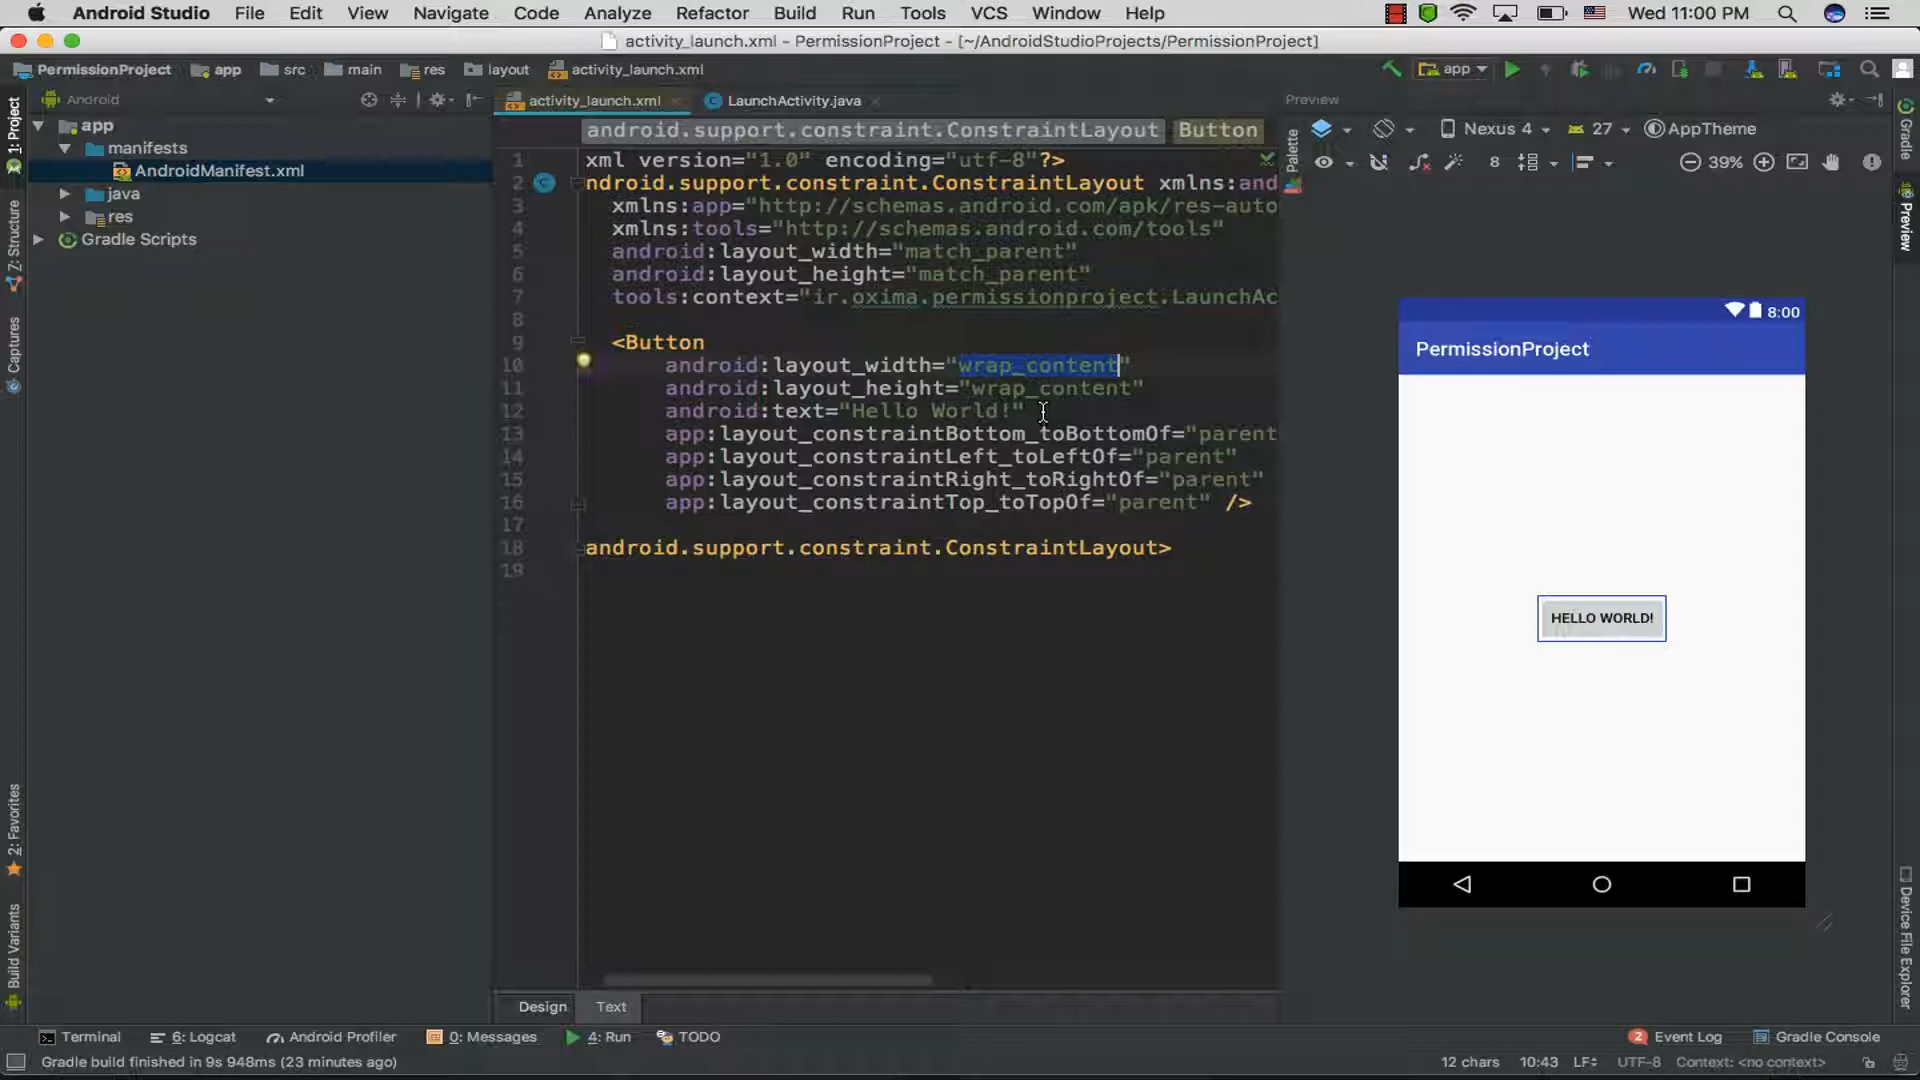 Android Studio File Edit View Navigate Code Analyze Refactor Build Run Tools VCS Window Help Wed 11:00 PM
activity_launch.xml - PermissionProject - [~/AndroidStudioProjects/PermissionProject]
PermissionProject app src main res layout activity_launch.xml app
1: Project
Z: Structure
Captures
2: Favorites
Build Variants
Android
app
manifests
AndroidManifest.xml
java
res
Gradle Scripts
activity_launch.xml LaunchActivity.java
android.support.constraint.ConstraintLayout Button
1 xml version="1.0" encoding="utf-8"?>
2 ndroid.support.constraint.ConstraintLayout xmlns:and
3 xmlns:app="http://schemas.android.com/apk/res-auto
4 xmlns:tools="http://schemas.android.com/tools"
5 android:layout_width="match_parent"
6 android:layout_height="match_parent"
7 tools:context="ir.oxima.permissionproject.LaunchAc
8
9 <Button
10 android:layout_width="wrap_content"
11 android:layout_height="wrap_content"
12 android:text="Hello World!"
13 app:layout_constraintBottom_toBottomOf="parent
14 app:layout_constraintLeft_toLeftOf="parent"
15 app:layout_constraintRight_toRightOf="parent"
16 app:layout_constraintTop_toTopOf="parent" />
17
18 android.support.constraint.ConstraintLayout>
19
Design Text
Preview
Palette
Nexus 4 27 AppTheme
8 39%
8:00
PermissionProject
HELLO WORLD!
Gradle
Preview
Device File Explorer
Terminal 6: Logcat Android Profiler 0: Messages 4: Run TODO 2 Event Log Gradle Console
Gradle build finished in 9s 948ms (23 minutes ago) 12 chars 10:43 LF÷ UTF-8 Context: <no context>